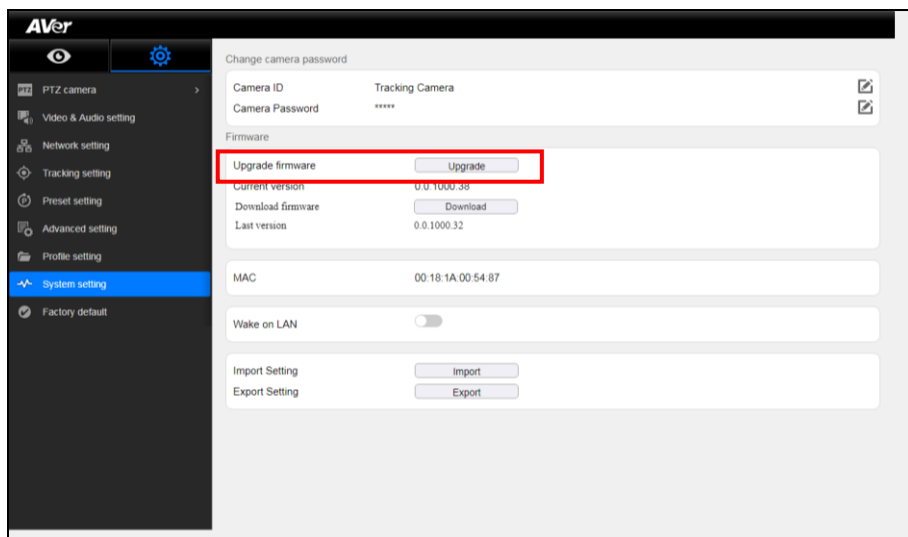 AVer
PTZ PTZ camera >
Video & Audio setting
Network setting
Tracking setting
P Preset setting
Advanced setting
Profile setting
System setting
Factory default
Change camera password
Camera ID Tracking Camera
Camera Password *****
Firmware
Upgrade firmware Upgrade
Current version 0.0.1000.38
Download firmware Download
Last version 0.0.1000.32
MAC 00:18:1A:00:54:87
Wake on LAN
Import Setting Import
Export Setting Export